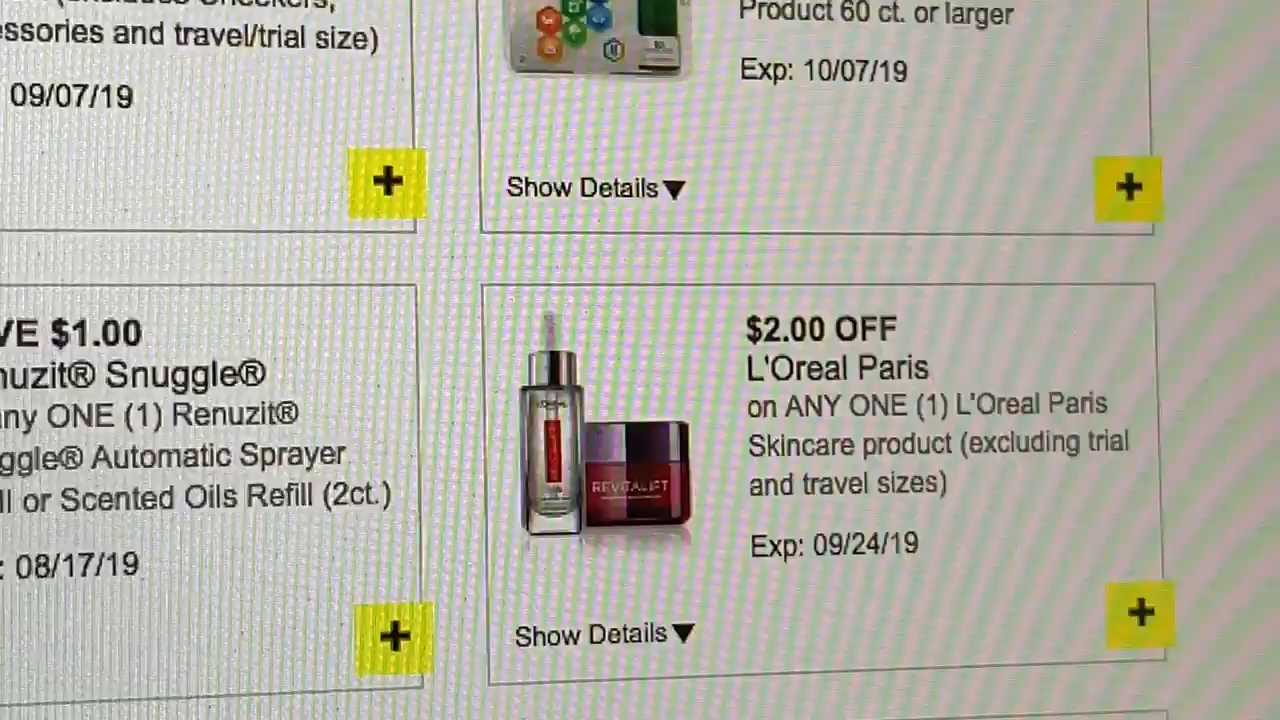 ssories and travel/trial size)
09/07/19
Product 60 ct. or larger
Exp: 10/07/19
+
Show Details▼
+
VE $1.00
nuzit® Snuggle®
any ONE (1) Renuzit®
ggle® Automatic Sprayer
ll or Scented Oils Refill (2ct.)
: 08/17/19
+
$2.00 OFF
L'Oreal Paris
on ANY ONE (1) L'Oreal Paris
Skincare product (excluding trial
and travel sizes)
Exp: 09/24/19
REVITALIFT
Show Details▼
+